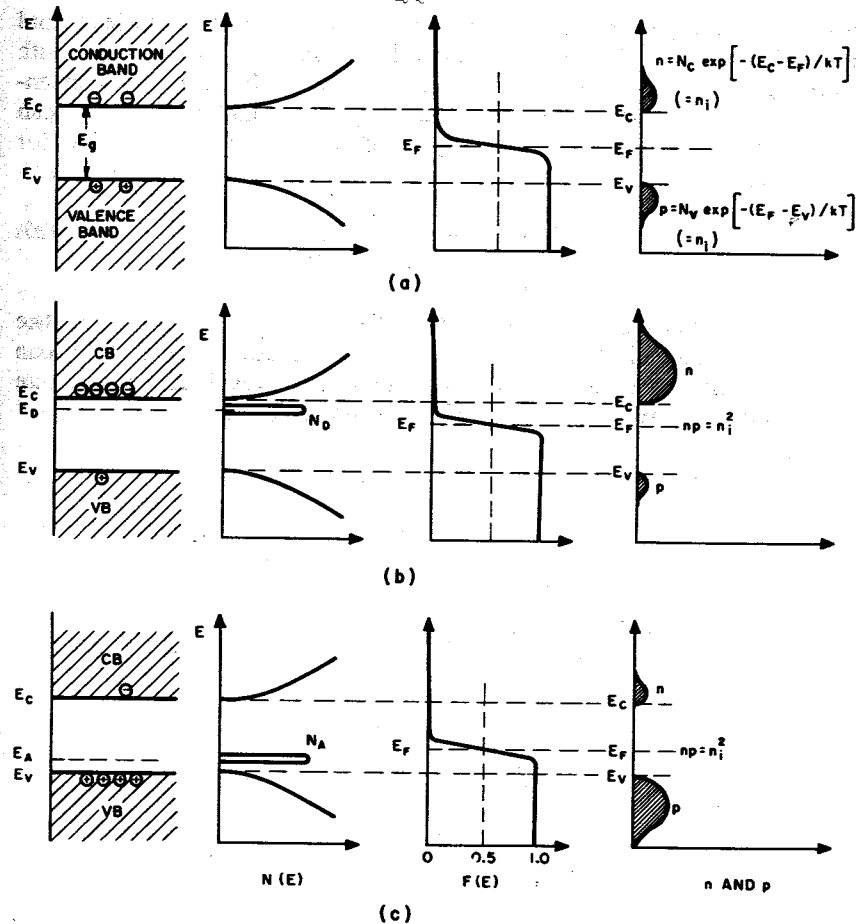 E
CONDUCTION
BAND
⊖ ⊖
E_C
E_g
E_V
⊕ ⊕
VALENCE
BAND
E
E_F
n = N_C exp[-(E_C-E_F)/kT]
(=n_i)
E_C
E_F
E_V
p = N_V exp[-(E_F-E_V)/kT]
(=n_i)
(a)
CB
⊖⊖⊖⊖
E_C
E_D
E_V
⊕
VB
E
N_D
E_F
n
E_C
E_F
np = n_i^2
E_V
p
(b)
CB
⊖
E_C
E_A
E_V
⊕⊕⊕⊕
VB
E
N_A
N(E)
E_F
0 0.5 1.0
F(E)
n
E_C
E_F
np = n_i^2
E_V
p
n AND p
(c)